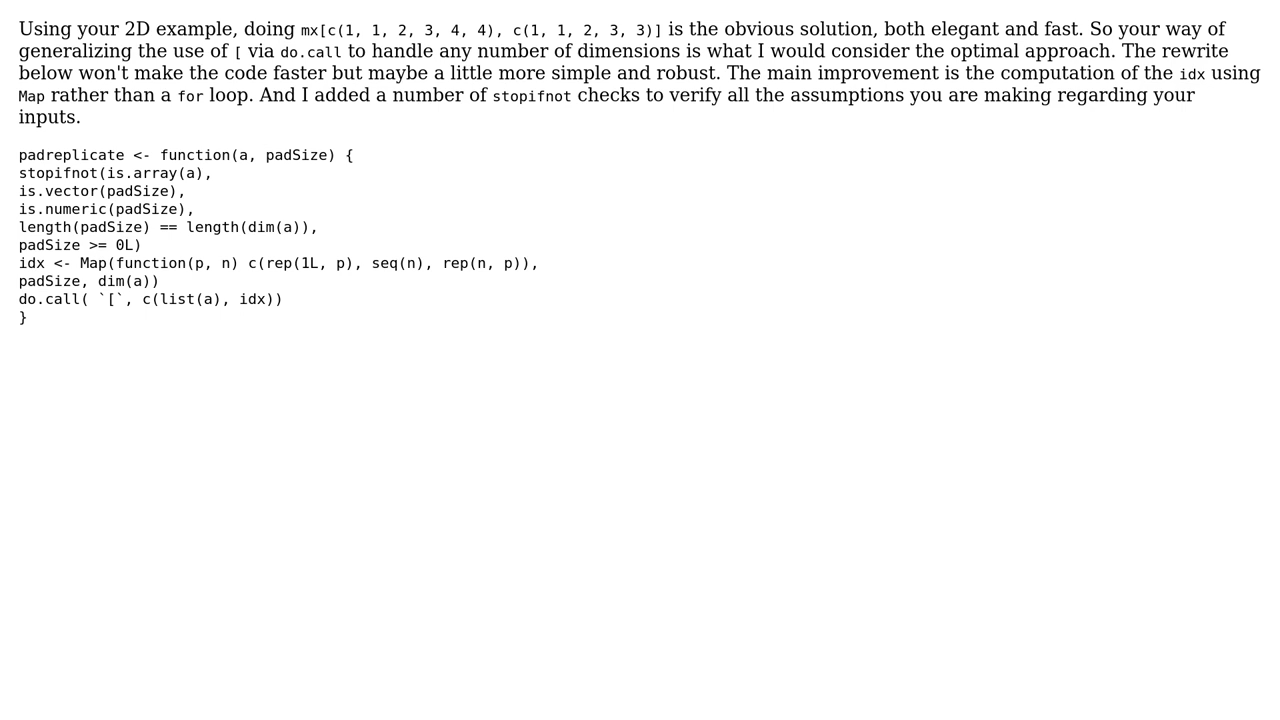 Using your 2D example, doing mx[c(1, 1, 2, 3, 4, 4), c(1, 1, 2, 3, 3)] is the obvious solution, both elegant and fast. So your way of
generalizing the use of [ via do.call to handle any number of dimensions is what I would consider the optimal approach. The rewrite
below won't make the code faster but maybe a little more simple and robust. The main improvement is the computation of the idx using
Map rather than a for loop. And I added a number of stopifnot checks to verify all the assumptions you are making regarding your
inputs.
padreplicate <- function(a, padSize) {
stopifnot(is.array(a),
is.vector(padSize),
is.numeric(padSize),
length(padSize) == length(dim(a)),
padSize >= 0L)
idx <- Map(function(p, n) c(rep(1L, p), seq(n), rep(n, p)),
padSize, dim(a))
do.call( `[`, c(list(a), idx))
}